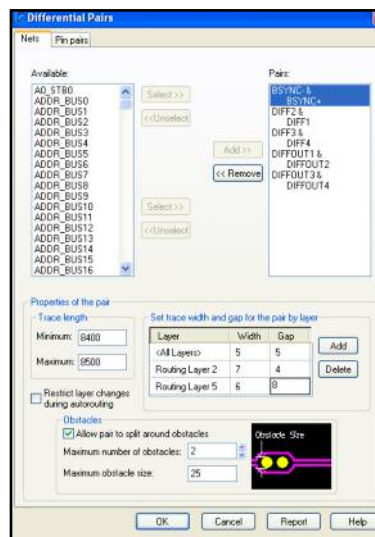 Differential Pairs
Nets
Pin pairs
Available:
Pairs:
A0_STB0
ADDR_BUS0
ADDR_BUS1
ADDR_BUS2
ADDR_BUS3
ADDR_BUS4
ADDR_BUS5
ADDR_BUS6
ADDR_BUS7
ADDR_BUS8
ADDR_BUS9
ADDR_BUS10
ADDR_BUS11
ADDR_BUS12
ADDR_BUS13
ADDR_BUS14
ADDR_BUS15
ADDR_BUS16
Select >>
<<Unselect
Add >>
<< Remove
Select >>
<<Unselect
BSYNC- &
BSYNC+
DIFF2 &
DIFF1
DIFF3 &
DIFF4
DIFFOUT1 &
DIFFOUT2
DIFFOUT3 &
DIFFOUT4
Properties of the pair
Trace length
Minimum: 8400
Maximum: 8500
Restrict layer changes
during autorouting
Set trace width and gap for the pair by layer
Layer Width Gap
<All Layers> 5 5
Routing Layer 2 7 4
Routing Layer 5 6 8
Add
Delete
Obstacles
Allow pair to split around obstacles
Maximum number of obstacles: 2
Maximum obstacle size: 25
Obstacle Size
OK
Cancel
Report
Help